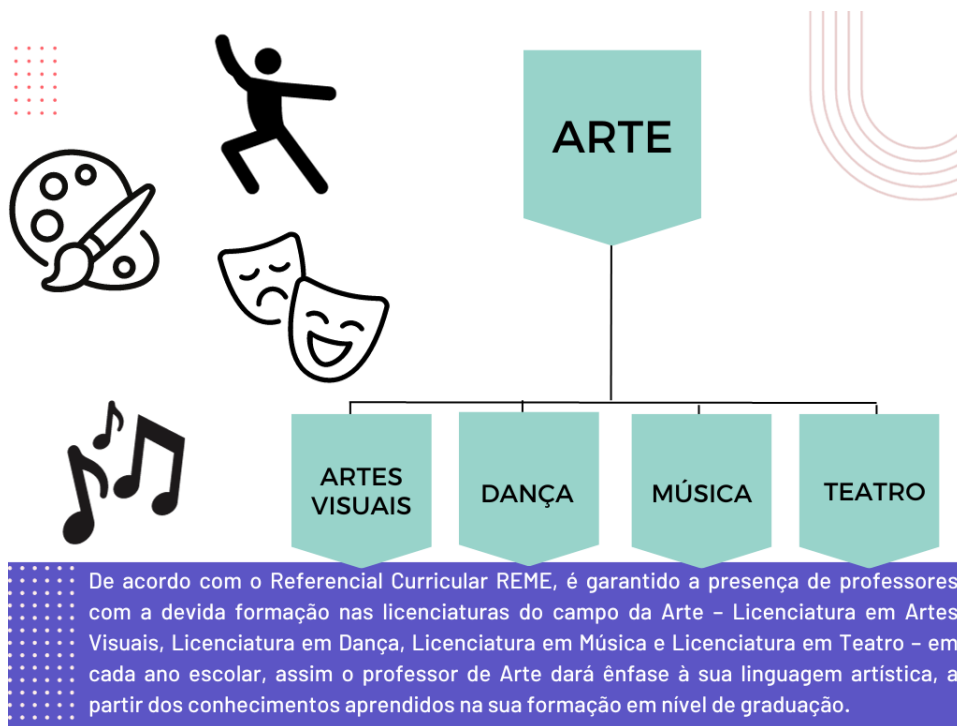 ARTE
ARTES
VISUAIS
DANÇA
MÚSICA
TEATRO
De acordo com o Referencial Curricular REME, é garantido a presença de professores
com a devida formação nas licenciaturas do campo da Arte – Licenciatura em Artes
Visuais, Licenciatura em Dança, Licenciatura em Música e Licenciatura em Teatro – em
cada ano escolar, assim o professor de Arte dará ênfase à sua linguagem artística, a
partir dos conhecimentos aprendidos na sua formação em nível de graduação.